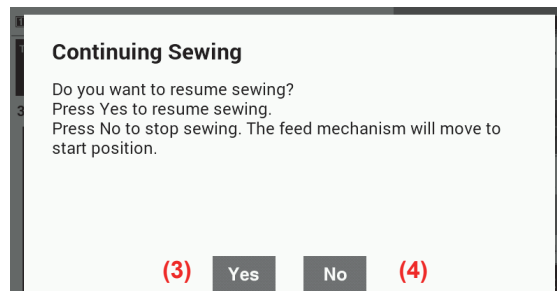 Continuing Sewing
Do you want to resume sewing?
Press Yes to resume sewing.
Press No to stop sewing. The feed mechanism will move to
start position.
(3) Yes No (4)